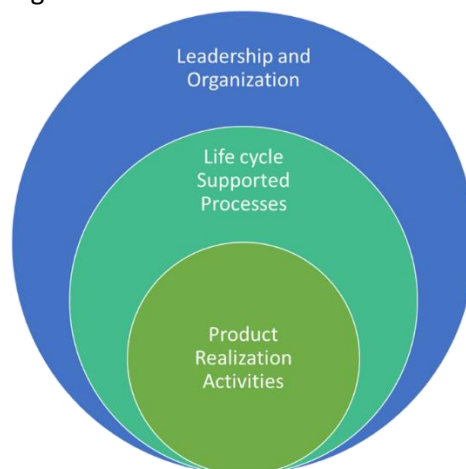 Leadership and
Organization
Life cycle
Supported
Processes
Product
Realization
Activities